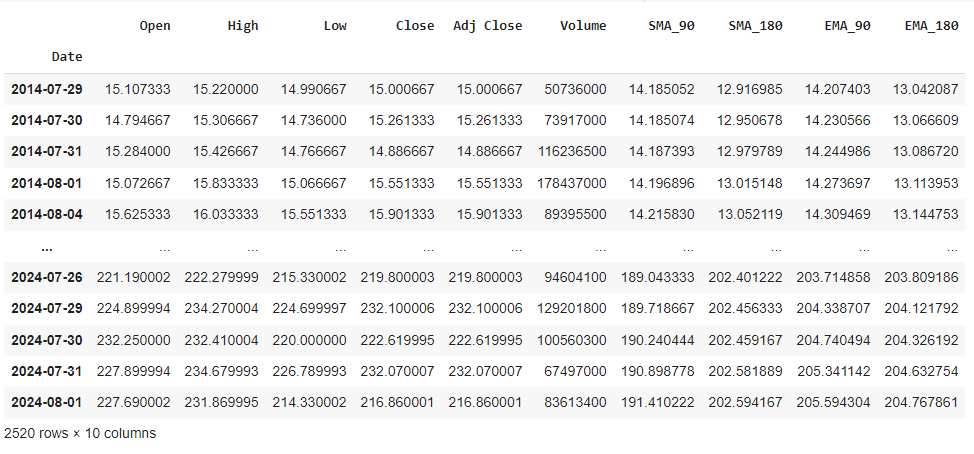 Open High Low Close Adj Close Volume SMA_90 SMA_180 EMA_90 EMA_180
Date
2014-07-29 15.107333 15.220000 14.990667 15.000667 15.000667 50736000 14.185052 12.916985 14.207403 13.042087
2014-07-30 14.794667 15.306667 14.736000 15.261333 15.261333 73917000 14.185074 12.950678 14.230566 13.066609
2014-07-31 15.284000 15.426667 14.766667 14.886667 14.886667 116236500 14.187393 12.979789 14.244986 13.086720
2014-08-01 15.072667 15.833333 15.066667 15.551333 15.551333 178437000 14.196896 13.015148 14.273697 13.113953
2014-08-04 15.625333 16.033333 15.551333 15.901333 15.901333 89395500 14.215830 13.052119 14.309469 13.144753
... ... ... ... ... ... ... ... ... ... ...
2024-07-26 221.190002 222.279999 215.330002 219.800003 219.800003 94604100 189.043333 202.401222 203.714858 203.809186
2024-07-29 224.899994 234.270004 224.699997 232.100006 232.100006 129201800 189.718667 202.456333 204.338707 204.121792
2024-07-30 232.250000 232.410004 220.000000 222.619995 222.619995 100560300 190.240444 202.459167 204.740494 204.326192
2024-07-31 227.899994 234.679993 226.789993 232.070007 232.070007 67497000 190.898778 202.581889 205.341142 204.632754
2024-08-01 227.690002 231.869995 214.332002 216.860001 216.860001 83613400 191.410222 202.594167 205.594304 204.767861
2520 rows × 10 columns